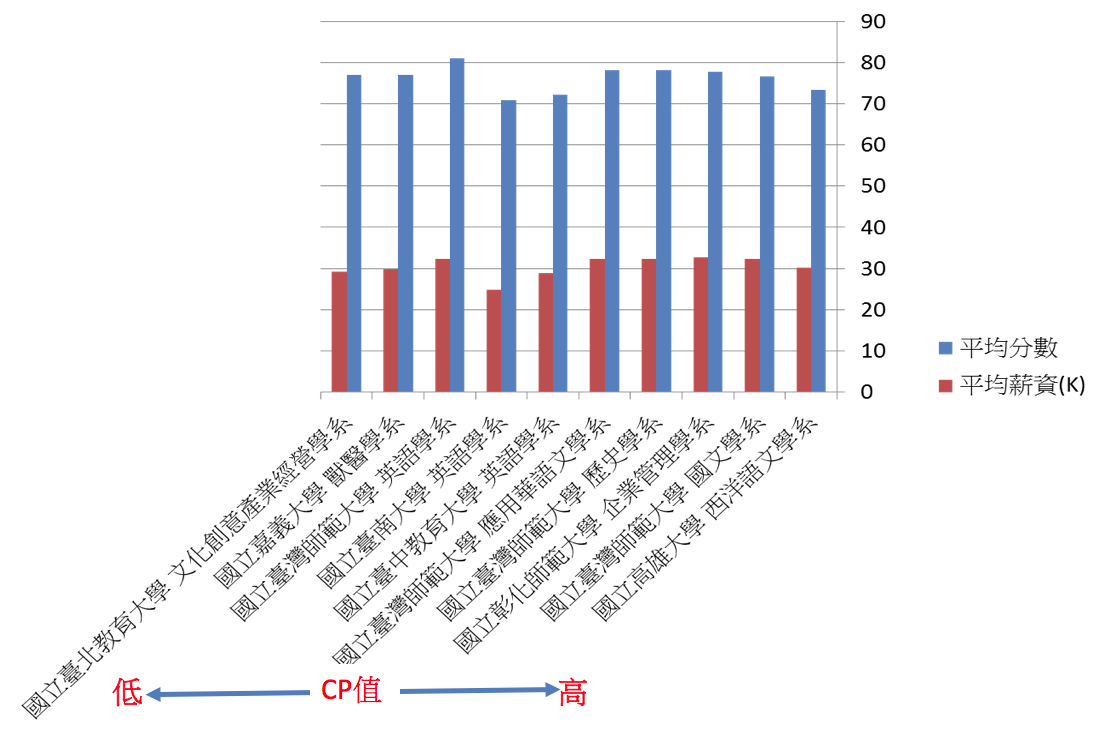 90
80
70
60
50
40
30
20
10
0
平均分數
平均薪資(K)
國立臺北教育大學 文化創意產業經營學系
國立嘉義大學 獸醫學系
國立臺灣師範大學 英語學系
國立臺南大學 英語學系
國立臺中教育大學 英語學系
國立臺灣師範大學 應用華語文學系
國立臺灣師範大學 歷史學系
國立彰化師範大學 企業管理學系
國立臺灣師範大學 國文學系
國立高雄大學 西洋語文學系
低 CP值 高